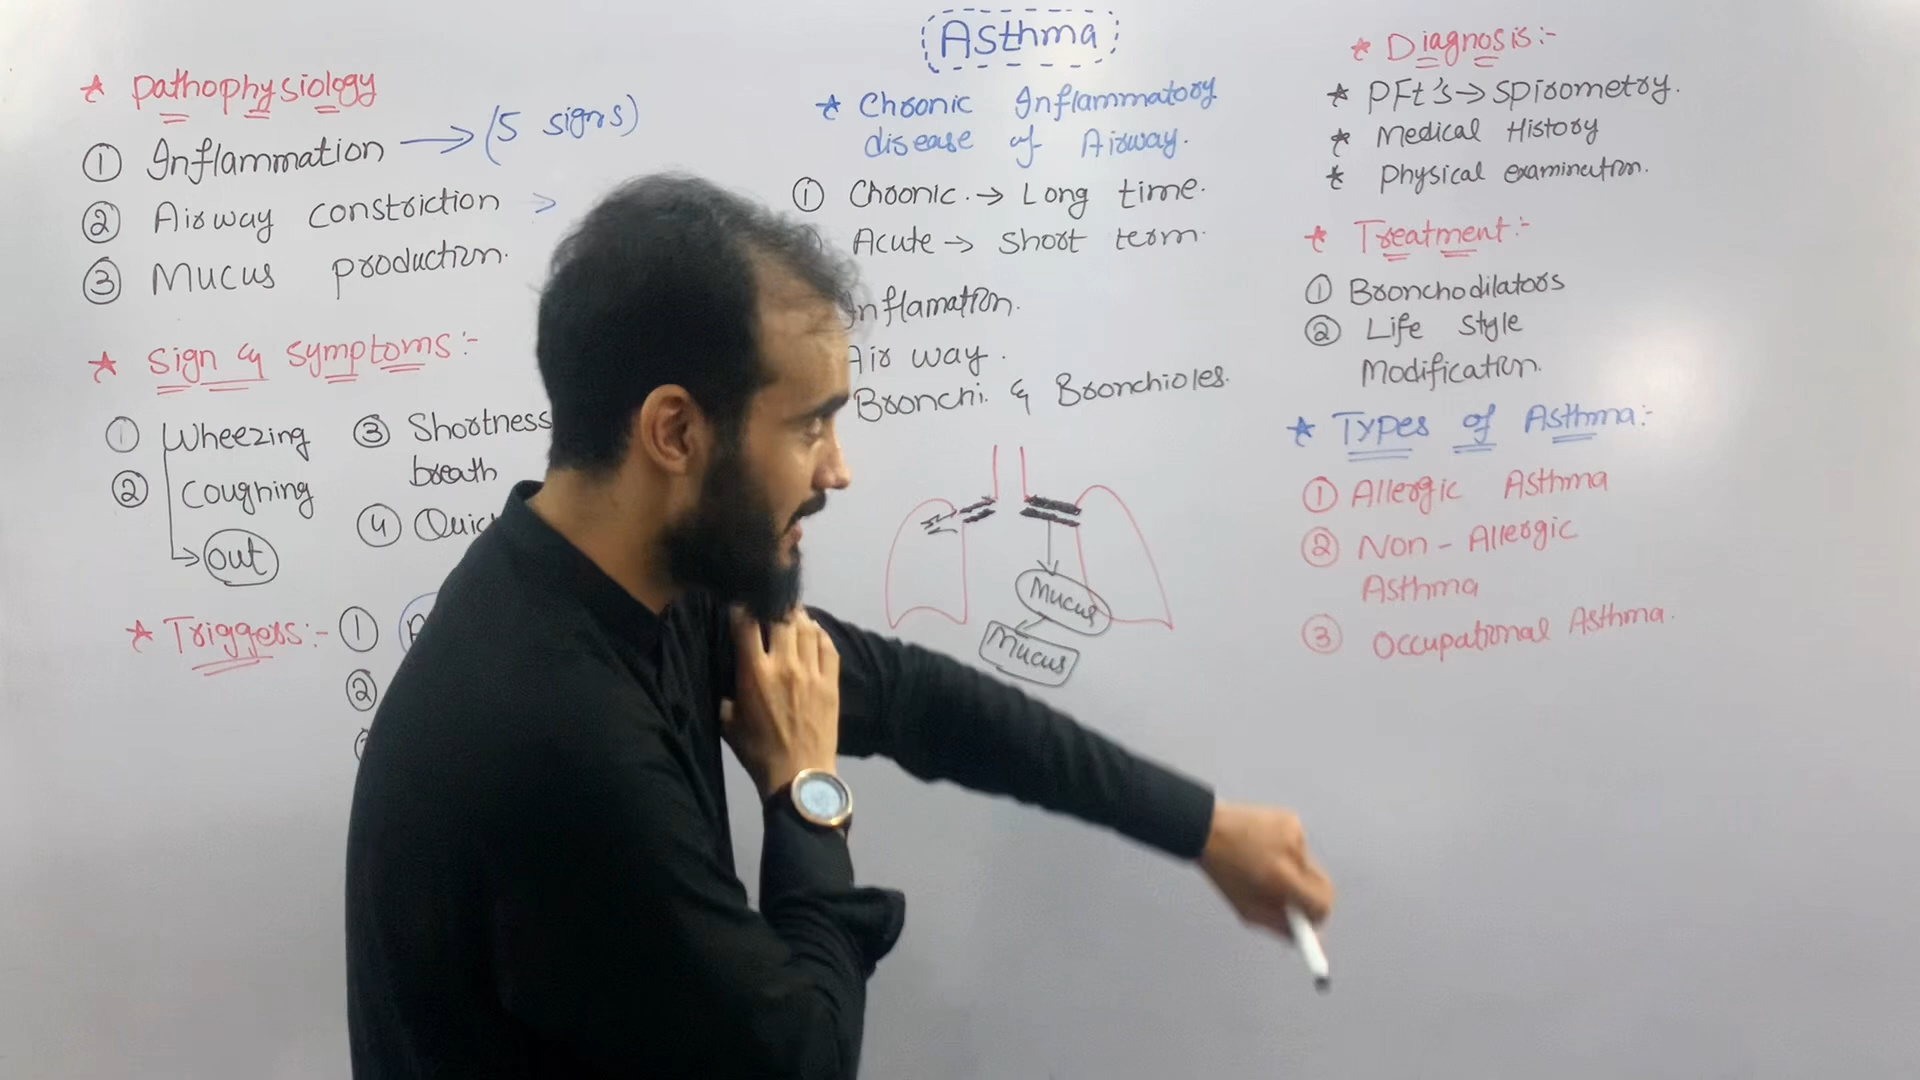 Asthma
* Pathophysiology
① Inflammation → (5 signs)
② Airway constriction >
③ Mucus production.
* Sign & Symptoms:-
① Wheezing
② Coughing
out
③ Shortness
breath
④
* Triggers:- ①
②
* Chronic Inflammatory
disease of Airway.
① Chronic. → Long time.
Acute → Short term.
Inflamation.
Air way.
Bronchi. & Bronchioles.
Mucus
Mucus
* Diagnosis:-
* PFt's → Spirometry.
* Medical History
* Physical examination.
* Treatment:-
① Bronchodilators
② Life Style
Modification.
* Types of Asthma:-
① Allergic Asthma
② Non-Allergic
Asthma
③ Occupational Asthma.